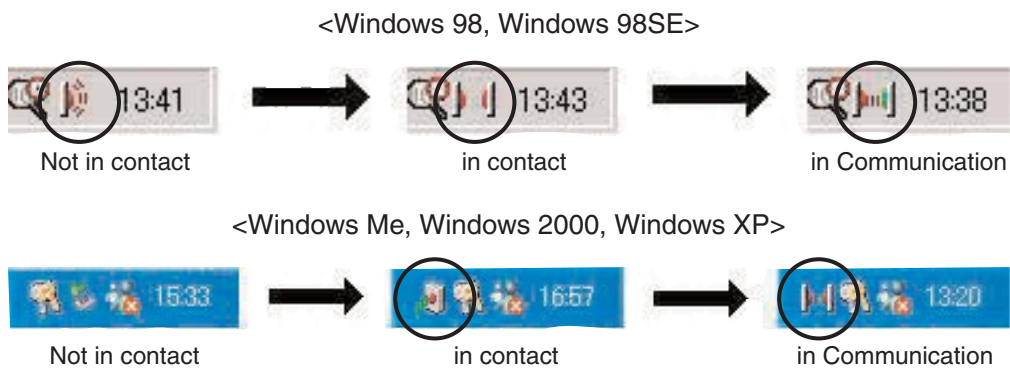 <Windows 98, Windows 98SE>
13:41
13:43
13:38
Not in contact
in contact
in Communication
<Windows Me, Windows 2000, Windows XP>
15:33
16:57
13:20
Not in contact
in contact
in Communication